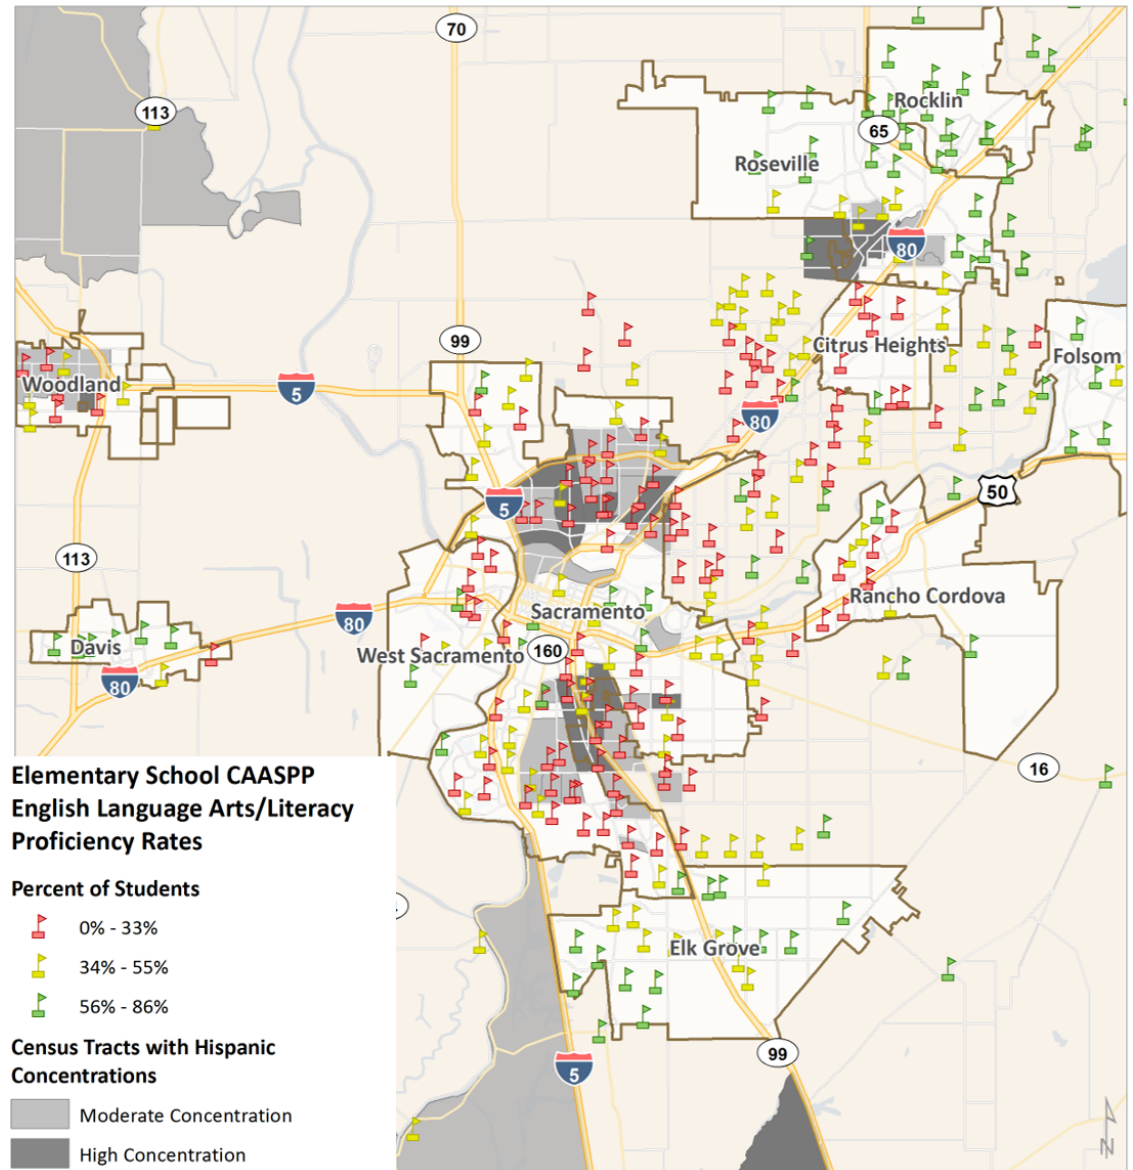 70
Rocklin
113
65
Roseville
80
99
Citrus Heights
Folsom
Woodland
5
80
5
50
113
Rancho Cordova
80
Sacramento
Davis
West Sacramento
160
80
16
Elementary School CAASPP
English Language Arts/Literacy
Proficiency Rates
Percent of Students
0% - 33%
34% - 55%
56% - 86%
Elk Grove
Census Tracts with Hispanic
Concentrations
99
5
Moderate Concentration
High Concentration
N